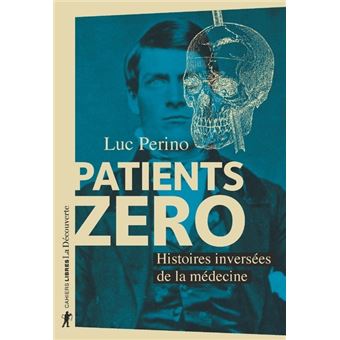 Luc Perino
PATIENTS
ZERO
Histoires inversées
de la médecine
CAHIERS LIBRES La Découverte